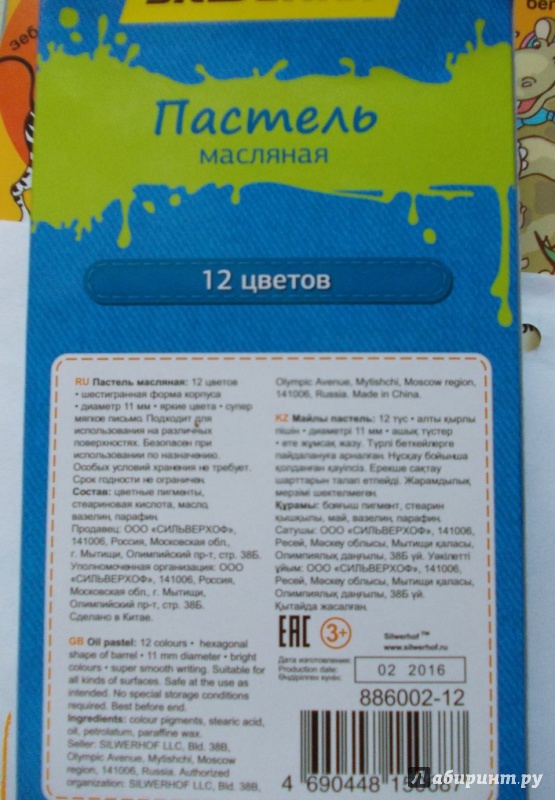 зеб
бег
Пастель
масляная
12 цветов
RU Пастель масляная: 12 цветов
• шестигранная форма корпуса
• диаметр 11 мм • яркие цвета • супер
мягкое письмо. Подходит для
использования на различных
поверхностях. Безопасен при
использовании по назначению.
Особых условий хранения не требует.
Срок годности не ограничен.
Состав: цветные пигменты,
стеариновая кислота, масло,
вазелин, парафин.
Продавец: ООО «СИЛЬВЕРХОФ»,
141006, Россия, Московская обл.,
г. Мытищи, Олимпийский пр-т, стр. 38Б.
Уполномоченная организация: ООО
«СИЛЬВЕРХОФ», 141006, Россия,
Московская обл., г. Мытищи,
Олимпийский пр-т, стр. 38Б.
Сделано в Китае.
GB Oil pastel: 12 colours • hexagonal
shape of barrel • 11 mm diameter • bright
colours • super smooth writing. Suitable for
all kinds of surfaces. Safe at the use as
intended. No special storage conditions
required. Best before end.
Ingredients: colour pigments, stearic acid,
oil, petrolatum, paraffine wax.
Seller: SILWERHOF LLC, Bld. 38B,
Olympic Avenue, Mytishchi, Moscow
region, 141006, Russia. Authorized
organization: SILWERHOF LLC, Bld. 38B,
Olympic Avenue, Mytishchi, Moscow region,
141006, Russia. Made in China.
KZ Майлы пастель: 12 түс • алты қырлы
пішін • диаметрі 11 мм • ашық түстер
• өте жұмсақ жазу. Түрлі беткейлерге
пайдалануға арналған. Нұсқау бойынша
қолданған қауіпсіз. Ерекше сақтау
шарттарын талап етпейді. Жарамдылық
мерзімі шектелмеген.
Құрамы: бояғыш пигмент, стеарин
қышқылы, май, вазелин, парафин.
Сатушы: ООО «СИЛЬВЕРХОФ», 141006,
Ресей, Мәскеу облысы, Мытищи қаласы,
Олимпиялық даңғылы, 38Б үй. Уәкілетті
ұйым: ООО «СИЛЬВЕРХОФ», 141006,
Ресей, Мәскеу облысы, Мытищи қаласы,
Олимпиялық даңғылы, 38Б үй.
Қытайда жасалған.
EAC 3+
Silwerhof ™
www.silwerhof.ru
Дата изготовления:
Production date:
Өндірілген күнес:
02 2016
886002-12
4 690448 15
Лабиринт.ру